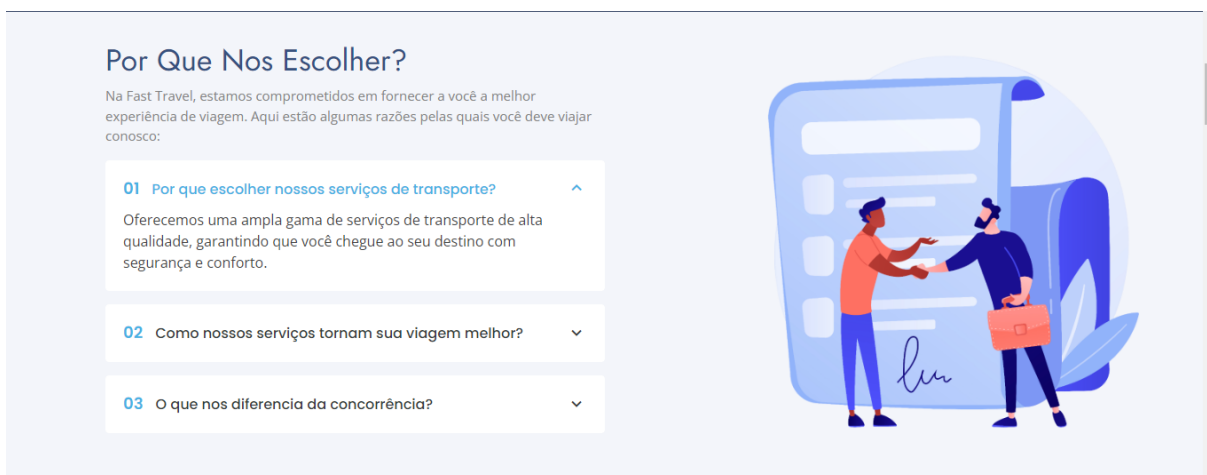 Por Que Nos Escolher?
Na Fast Travel, estamos comprometidos em fornecer a você a melhor
experiência de viagem. Aqui estão algumas razões pelas quais você deve viajar
conosco:
01 Por que escolher nossos serviços de transporte?
Oferecemos uma ampla gama de serviços de transporte de alta
qualidade, garantindo que você chegue ao seu destino com
segurança e conforto.
02 Como nossos serviços tornam sua viagem melhor?
03 O que nos diferencia da concorrência?